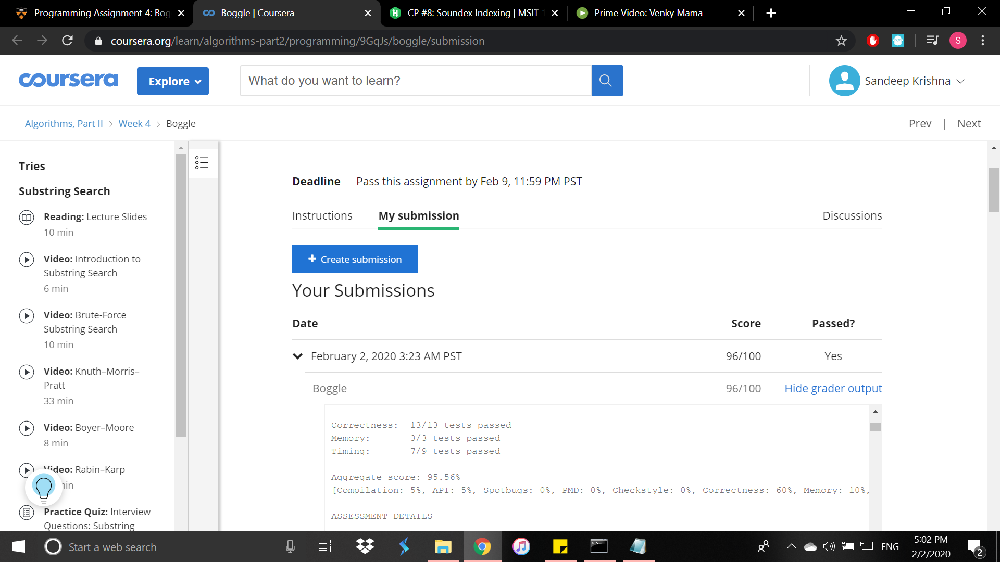 Programming Assignment 4: Bog
Boggle | Coursera
CP #8: Soundex Indexing | MSIT
Prime Video: Venky Mama
coursera.org/learn/algorithms-part2/programming/9GqJs/boggle/submission
S
coursera
Explore
What do you want to learn?
Sandeep Krishna
Algorithms, Part II > Week 4 > Boggle
Prev | Next
Tries
Substring Search
Reading: Lecture Slides
10 min
Video: Introduction to
Substring Search
6 min
Video: Brute-Force
Substring Search
10 min
Video: Knuth–Morris–
Pratt
33 min
Video: Boyer–Moore
8 min
Video: Rabin–Karp
min
Practice Quiz: Interview
Questions: Substring
Deadline Pass this assignment by Feb 9, 11:59 PM PST
Instructions My submission Discussions
+ Create submission
Your Submissions
Date Score Passed?
February 2, 2020 3:23 AM PST 96/100 Yes
Boggle 96/100 Hide grader output
Correctness: 13/13 tests passed
Memory: 3/3 tests passed
Timing: 7/9 tests passed
Aggregate score: 95.56%
[Compilation: 5%, API: 5%, Spotbugs: 0%, PMD: 0%, Checkstyle: 0%, Correctness: 60%, Memory: 10%,
ASSESSMENT DETAILS
Start a web search
ENG
5:02 PM
2/2/2020
2